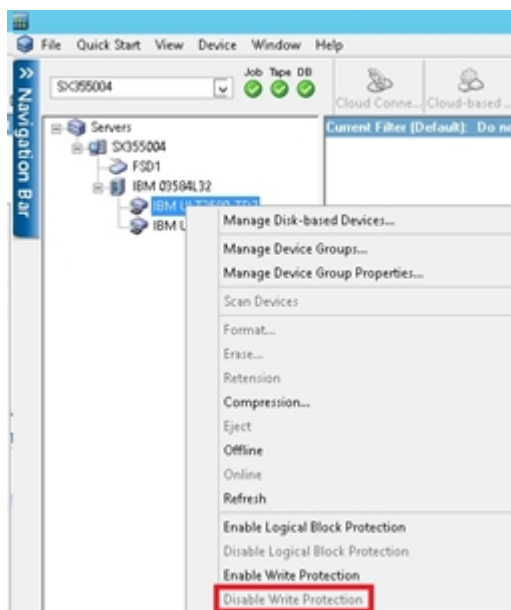 File Quick Start View Device Window Help
Navigation Bar
SX355004
Job Tape DB
Cloud Conne... Cloud-based ...
Current Filter (Default): Do
Servers
SX355004
FSD1
IBM 03584L32
IBM
IBM
Manage Disk-based Devices...
Manage Device Groups...
Manage Device Group Properties...
Scan Devices
Format...
Erase...
Retension
Compression...
Eject
Offline
Online
Refresh
Enable Logical Block Protection
Disable Logical Block Protection
Enable Write Protection
Disable Write Protection